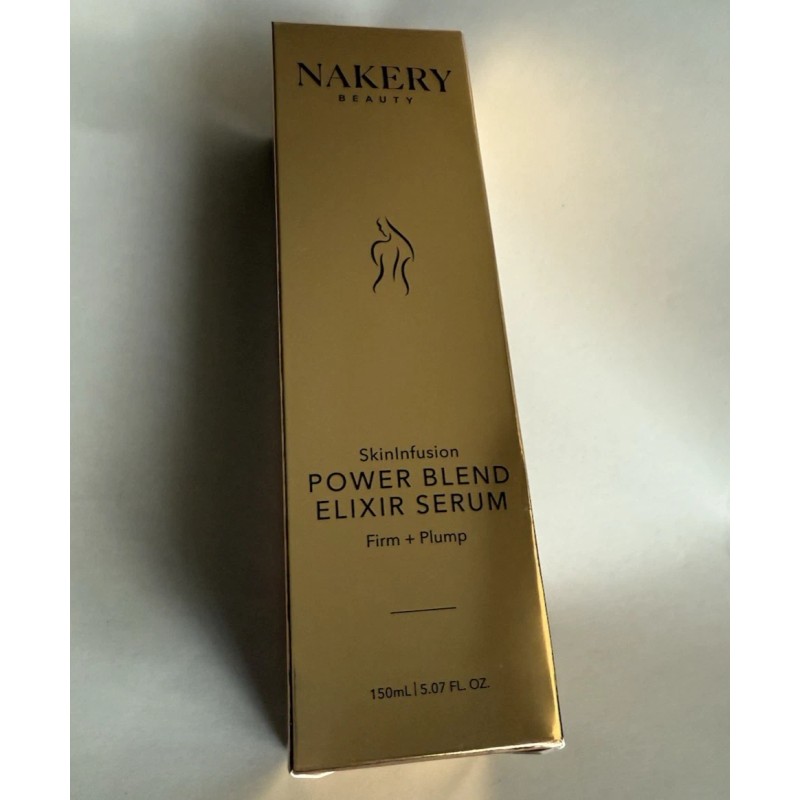 NAKERY
BEAUTY
SkinInfusion
POWER BLEND
ELIXIR SERUM
Firm + Plump
150mL | 5.07 FL. OZ.